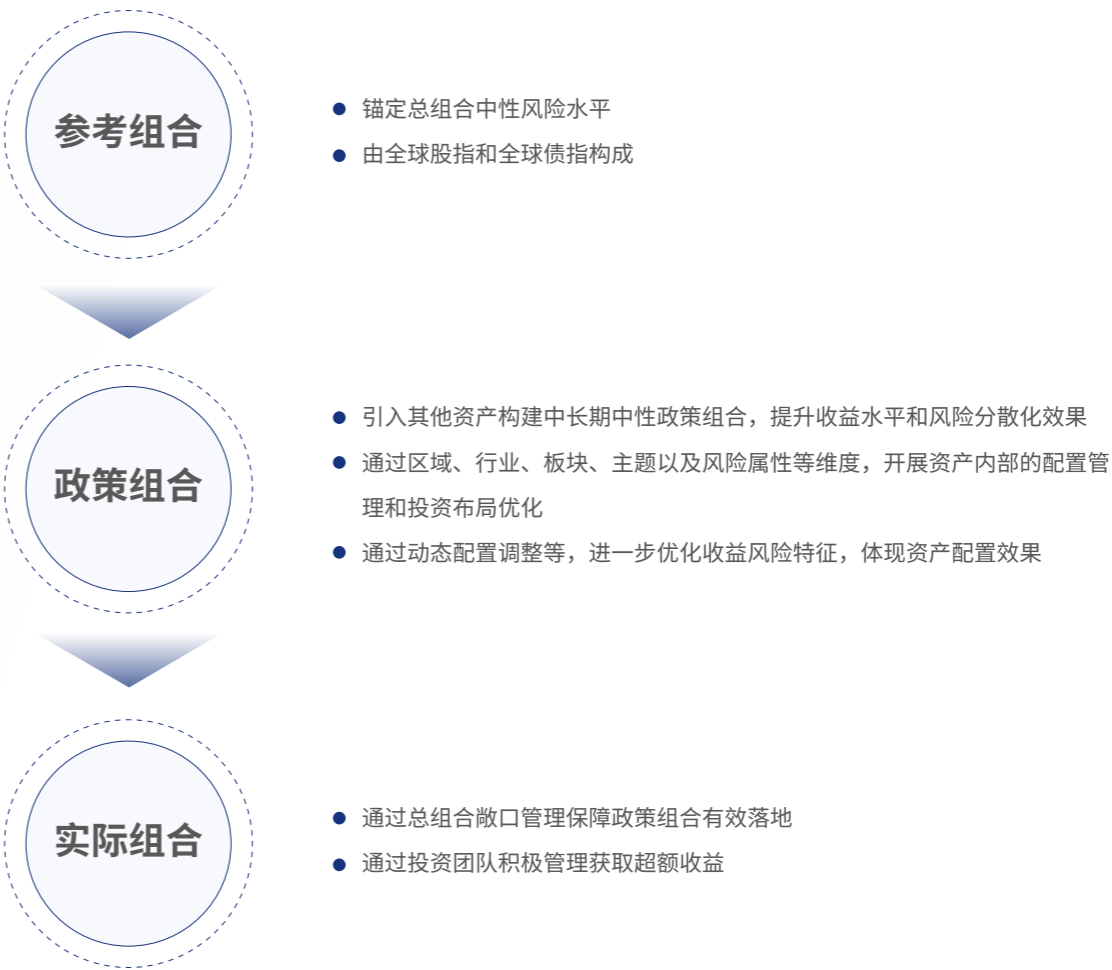 参考组合
锚定总组合中性风险水平
由全球股指和全球债指构成
政策组合
引入其他资产构建中长期中性政策组合，提升收益水平和风险分散化效果
通过区域、行业、板块、主题以及风险属性等维度，开展资产内部的配置管
理和投资布局优化
通过动态配置调整等，进一步优化收益风险特征，体现资产配置效果
实际组合
通过总组合敞口管理保障政策组合有效落地
通过投资团队积极管理获取超额收益